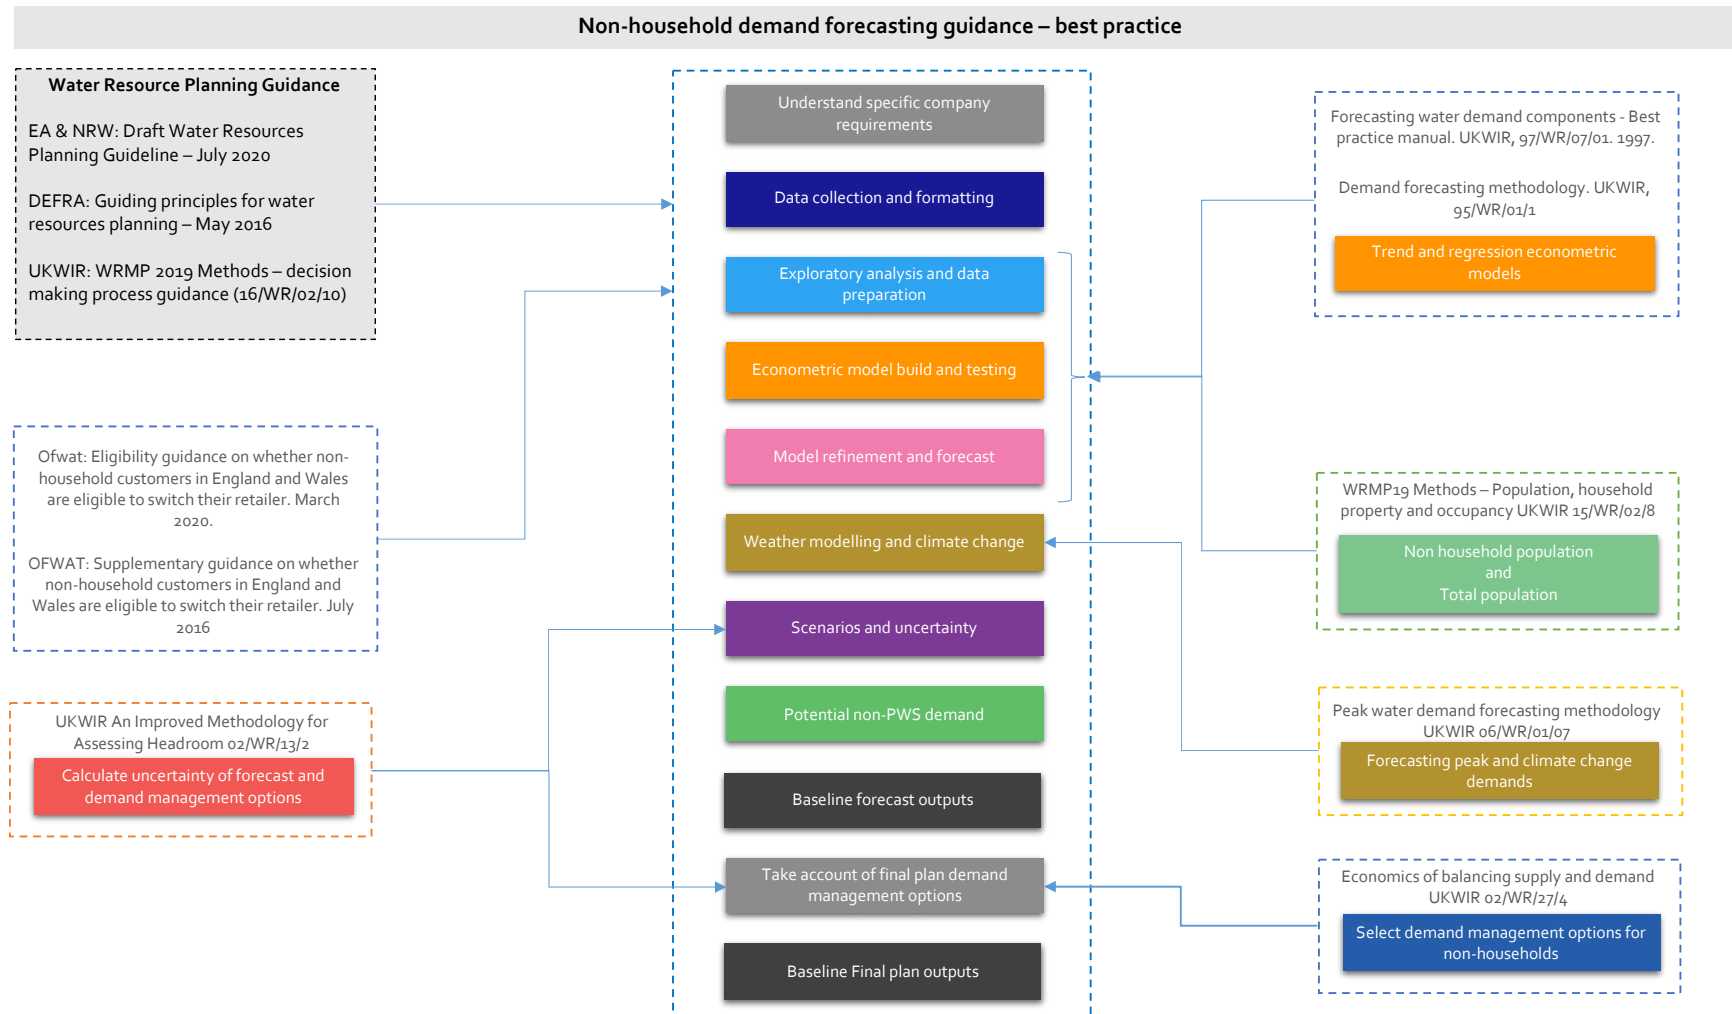 Non-household demand forecasting guidance – best practice
Water Resource Planning Guidance
EA & NRW: Draft Water Resources
Planning Guideline – July 2020
DEFRA: Guiding principles for water
resources planning – May 2016
UKWIR: WRMP 2019 Methods – decision
making process guidance (16/WR/02/10)
Ofwat: Eligibility guidance on whether non-
household customers in England and Wales
are eligible to switch their retailer. March
2020.
OFWAT: Supplementary guidance on whether
non-household customers in England and
Wales are eligible to switch their retailer. July
2016
UKWIR An Improved Methodology for
Assessing Headroom 02/WR/13/2
Calculate uncertainty of forecast and
demand management options
Understand specific company
requirements
Data collection and formatting
Exploratory analysis and data
preparation
Econometric model build and testing
Model refinement and forecast
Weather modelling and climate change
Scenarios and uncertainty
Potential non-PWS demand
Baseline forecast outputs
Take account of final plan demand
management options
Baseline Final plan outputs
Forecasting water demand components - Best
practice manual. UKWIR, 97/WR/07/01. 1997.
Demand forecasting methodology. UKWIR,
95/WR/01/1
Trend and regression econometric
models
WRMP19 Methods – Population, household
property and occupancy UKWIR 15/WR/02/8
Non household population
and
Total population
Peak water demand forecasting methodology
UKWIR 06/WR/01/07
Forecasting peak and climate change
demands
Economics of balancing supply and demand
UKWIR 02/WR/27/4
Select demand management options for
non-households